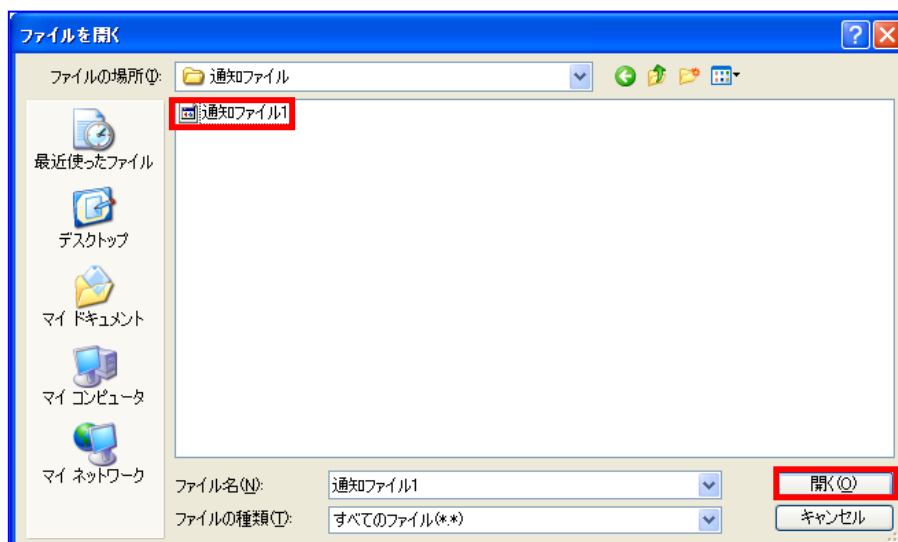 ファイルを開く
ファイルの場所(I):
通知ファイル
通知ファイル1
最近使ったファイル
デスクトップ
マイ ドキュメント
マイ コンピュータ
マイ ネットワーク
ファイル名(N):
通知ファイル1
開く(O)
ファイルの種類(T):
すべてのファイル(*.*)
キャンセル